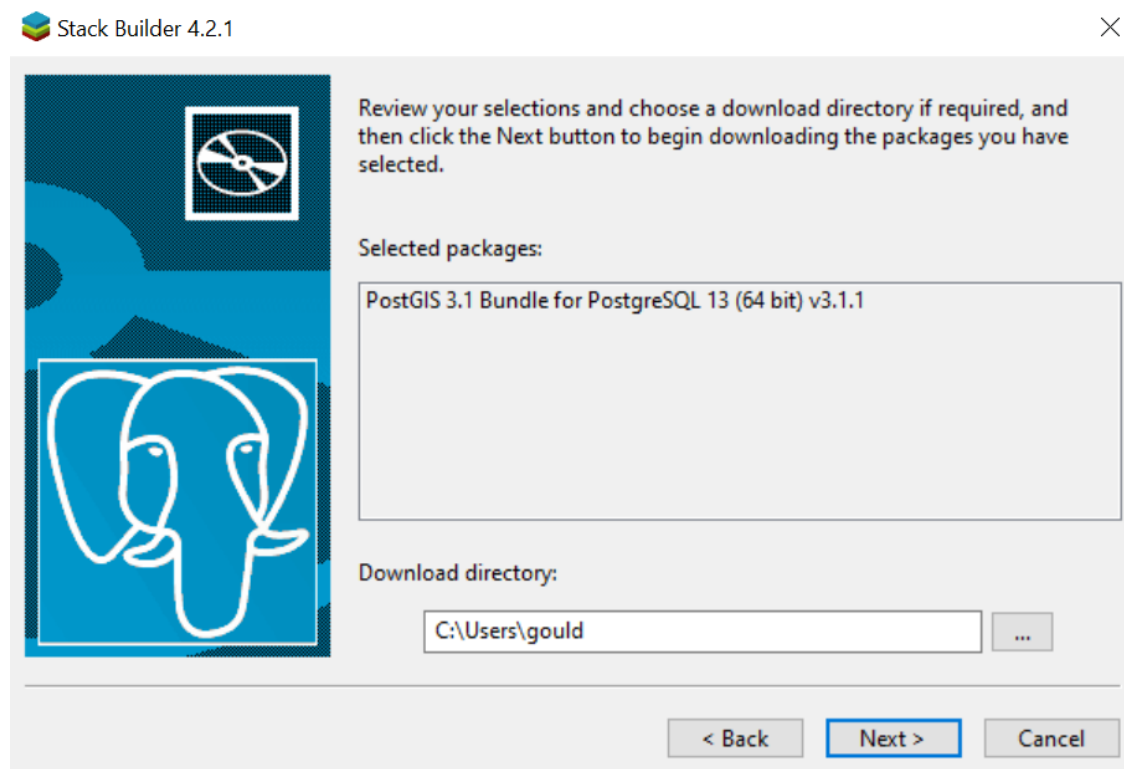 Stack Builder 4.2.1
Review your selections and choose a download directory if required, and
then click the Next button to begin downloading the packages you have
selected.
Selected packages:
PostGIS 3.1 Bundle for PostgreSQL 13 (64 bit) v3.1.1
Download directory:
C:\Users\gould
...
< Back
Next >
Cancel